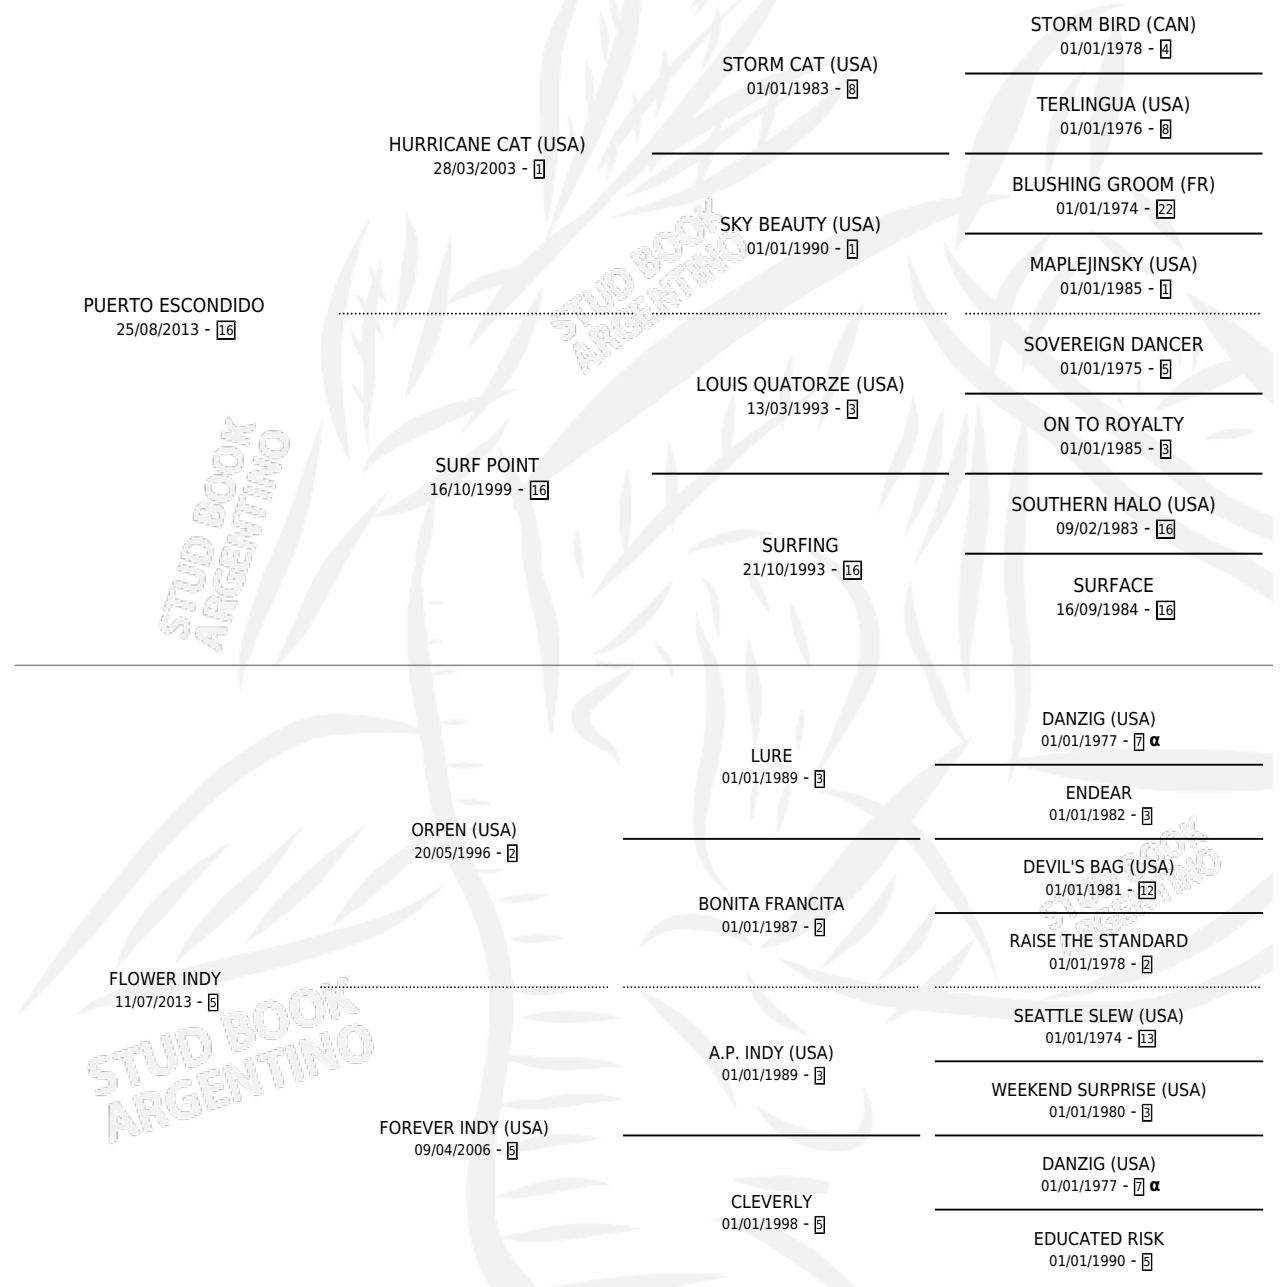 STORM BIRD (CAN)
01/01/1978 - 4
STORM CAT (USA)
01/01/1983 - 8
TERLINGUA (USA)
01/01/1976 - 8
HURRICANE CAT (USA)
28/03/2003 - 1
BLUSHING GROOM (FR)
01/01/1974 - 22
SKY BEAUTY (USA)
01/01/1990 - 1
MAPLEJINSKY (USA)
01/01/1985 - 1
PUERTO ESCONDIDO
25/08/2013 - 16
SOVEREIGN DANCER
01/01/1975 - 5
LOUIS QUATORZE (USA)
13/03/1993 - 3
ON TO ROYALTY
01/01/1985 - 3
SURF POINT
16/10/1999 - 16
SOUTHERN HALO (USA)
09/02/1983 - 16
SURFING
21/10/1993 - 16
SURFACE
16/09/1984 - 16
STUD BOOK
ARGENTINO
STUD BOOK
ARGENTINO
DANZIG (USA)
01/01/1977 - 7 α
LURE
01/01/1989 - 3
ENDEAR
01/01/1982 - 3
ORPEN (USA)
20/05/1996 - 2
DEVIL'S BAG (USA)
01/01/1981 - 12
BONITA FRANCITA
01/01/1987 - 2
RAISE THE STANDARD
01/01/1978 - 2
FLOWER INDY
11/07/2013 - 5
SEATTLE SLEW (USA)
01/01/1974 - 13
A.P. INDY (USA)
01/01/1989 - 3
WEEKEND SURPRISE (USA)
01/01/1980 - 3
FOREVER INDY (USA)
09/04/2006 - 5
DANZIG (USA)
01/01/1977 - 7 α
CLEVERLY
01/01/1998 - 5
EDUCATED RISK
01/01/1990 - 5
STUD BOOK
ARGENTINO
STUD BOOK
ARGENTINO